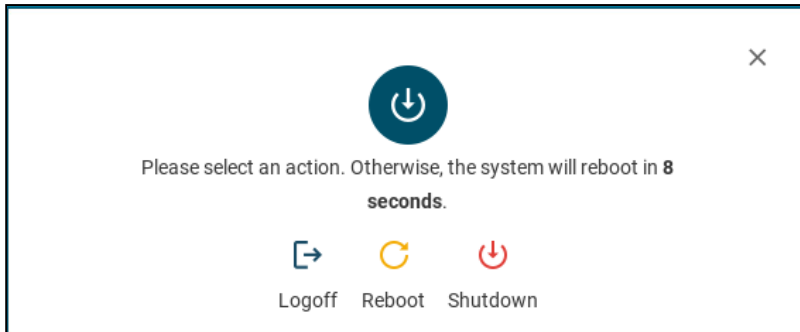 Please select an action. Otherwise, the system will reboot in 8
seconds.
Logoff Reboot Shutdown